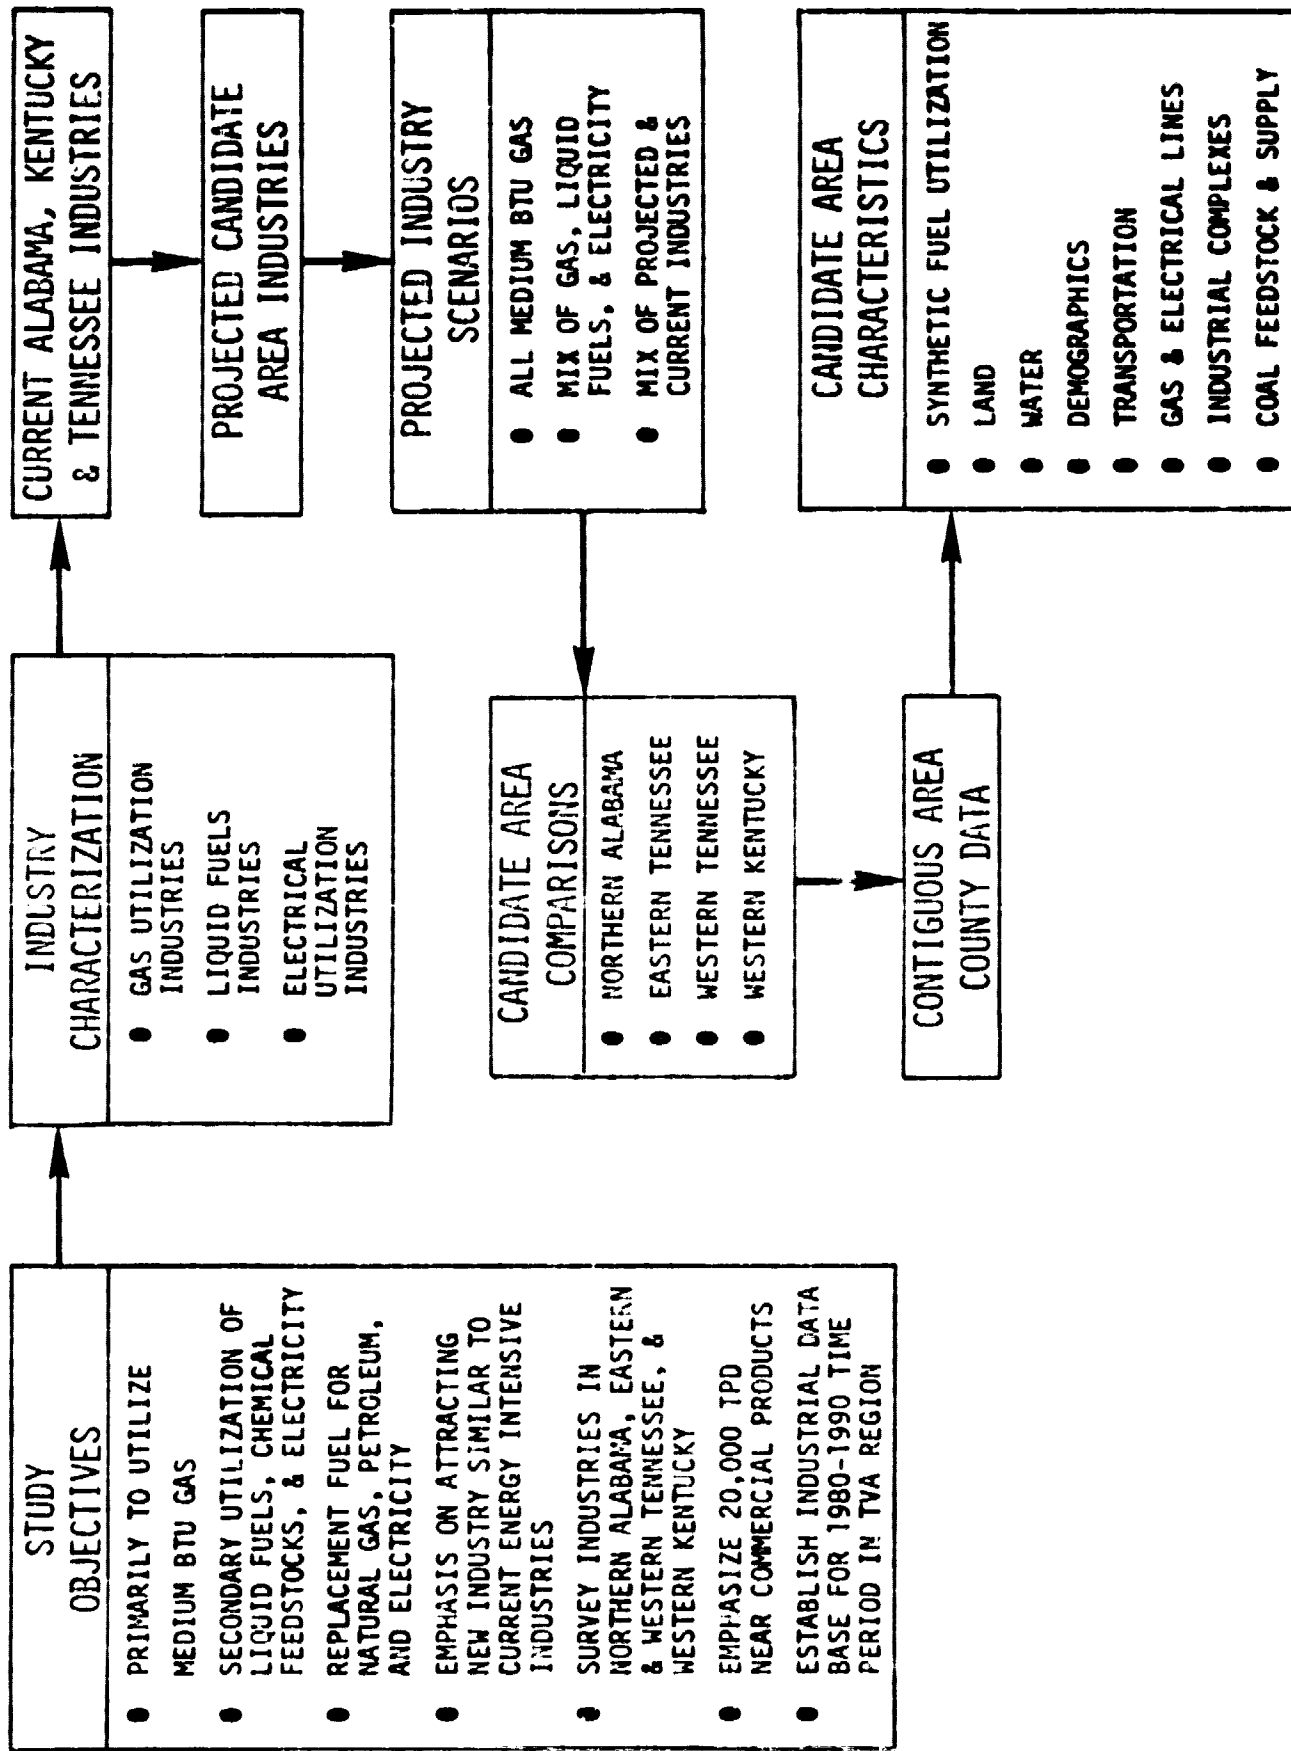 STUDY
OBJECTIVES
● PRIMARILY TO UTILIZE
MEDIUM BTU GAS
● SECONDARY UTILIZATION OF
LIQUID FUELS, CHEMICAL
FEEDSTOCKS, & ELECTRICITY
● REPLACEMENT FUEL FOR
NATURAL GAS, PETROLEUM,
AND ELECTRICITY
● EMPHASIS ON ATTRACTING
NEW INDUSTRY SIMILAR TO
CURRENT ENERGY INTENSIVE
INDUSTRIES
● SURVEY INDUSTRIES IN
NORTHERN ALABAMA, EASTERN
& WESTERN TENNESSEE, &
WESTERN KENTUCKY
● EMPHASIZE 20,000 TPD
NEAR COMMERCIAL PRODUCTS
● ESTABLISH INDUSTRIAL DATA
BASE FOR 1980-1990 TIME
PERIOD IN TVA REGION
INDUSTRY
CHARACTERIZATION
● GAS UTILIZATION
INDUSTRIES
● LIQUID FUELS
INDUSTRIES
● ELECTRICAL
UTILIZATION
INDUSTRIES
CURRENT ALABAMA, KENTUCKY
& TENNESSEE INDUSTRIES
PROJECTED CANDIDATE
AREA INDUSTRIES
PROJECTED INDUSTRY
SCENARIOS
● ALL MEDIUM BTU GAS
● MIX OF GAS, LIQUID
FUELS, & ELECTRICITY
● MIX OF PROJECTED &
CURRENT INDUSTRIES
CANDIDATE AREA
COMPARISONS
● NORTHERN ALABAMA
● EASTERN TENNESSEE
● WESTERN TENNESSEE
● WESTERN KENTUCKY
CONTIGUOUS AREA
COUNTY DATA
CANDIDATE AREA
CHARACTERISTICS
● SYNTHETIC FUEL UTILIZATION
● LAND
● WATER
● DEMOGRAPHICS
● TRANSPORTATION
● GAS & ELECTRICAL LINES
● INDUSTRIAL COMPLEXES
● COAL FEEDSTOCK & SUPPLY